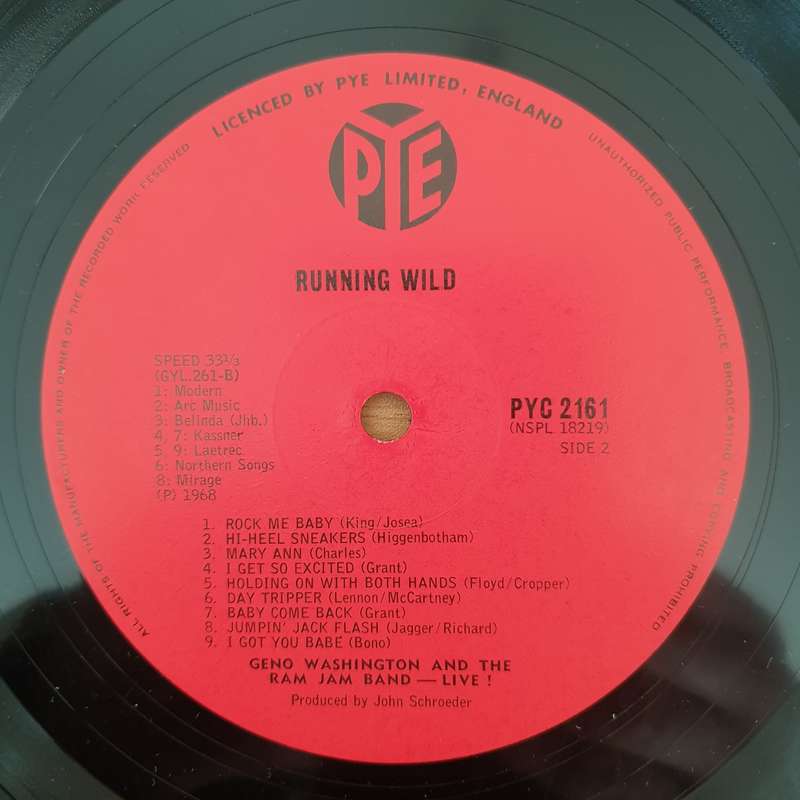 LICENCED BY PYE LIMITED, ENGLAND
UNAUTHORIZED PUBLIC PERFORMANCE, BROADCASTING AND COPYING PROHIBITED
ALL RIGHTS OF THE MANUFACTURERS AND OWNER OF THE RECORDED WORK RESERVED
PYE
RUNNING WILD
SPEED 33⅓
(GYL.261-B)
1: Modern
2: Arc Music
3: Belinda (Jhb.)
4, 7: Kassner
5, 9: Laetrec
6: Northern Songs
8: Mirage
(P) 1968
PYC 2161
(NSPL 18219)
SIDE 2
1. ROCK ME BABY (King/Josea)
2. HI-HEEL SNEAKERS (Higgenbotham)
3. MARY ANN (Charles)
4. I GET SO EXCITED (Grant)
5. HOLDING ON WITH BOTH HANDS (Floyd/Cropper)
6. DAY TRIPPER (Lennon/McCartney)
7. BABY COME BACK (Grant)
8. JUMPIN' JACK FLASH (Jagger/Richard)
9. I GOT YOU BABE (Bono)
GENO WASHINGTON AND THE
RAM JAM BAND — LIVE !
Produced by John Schroeder